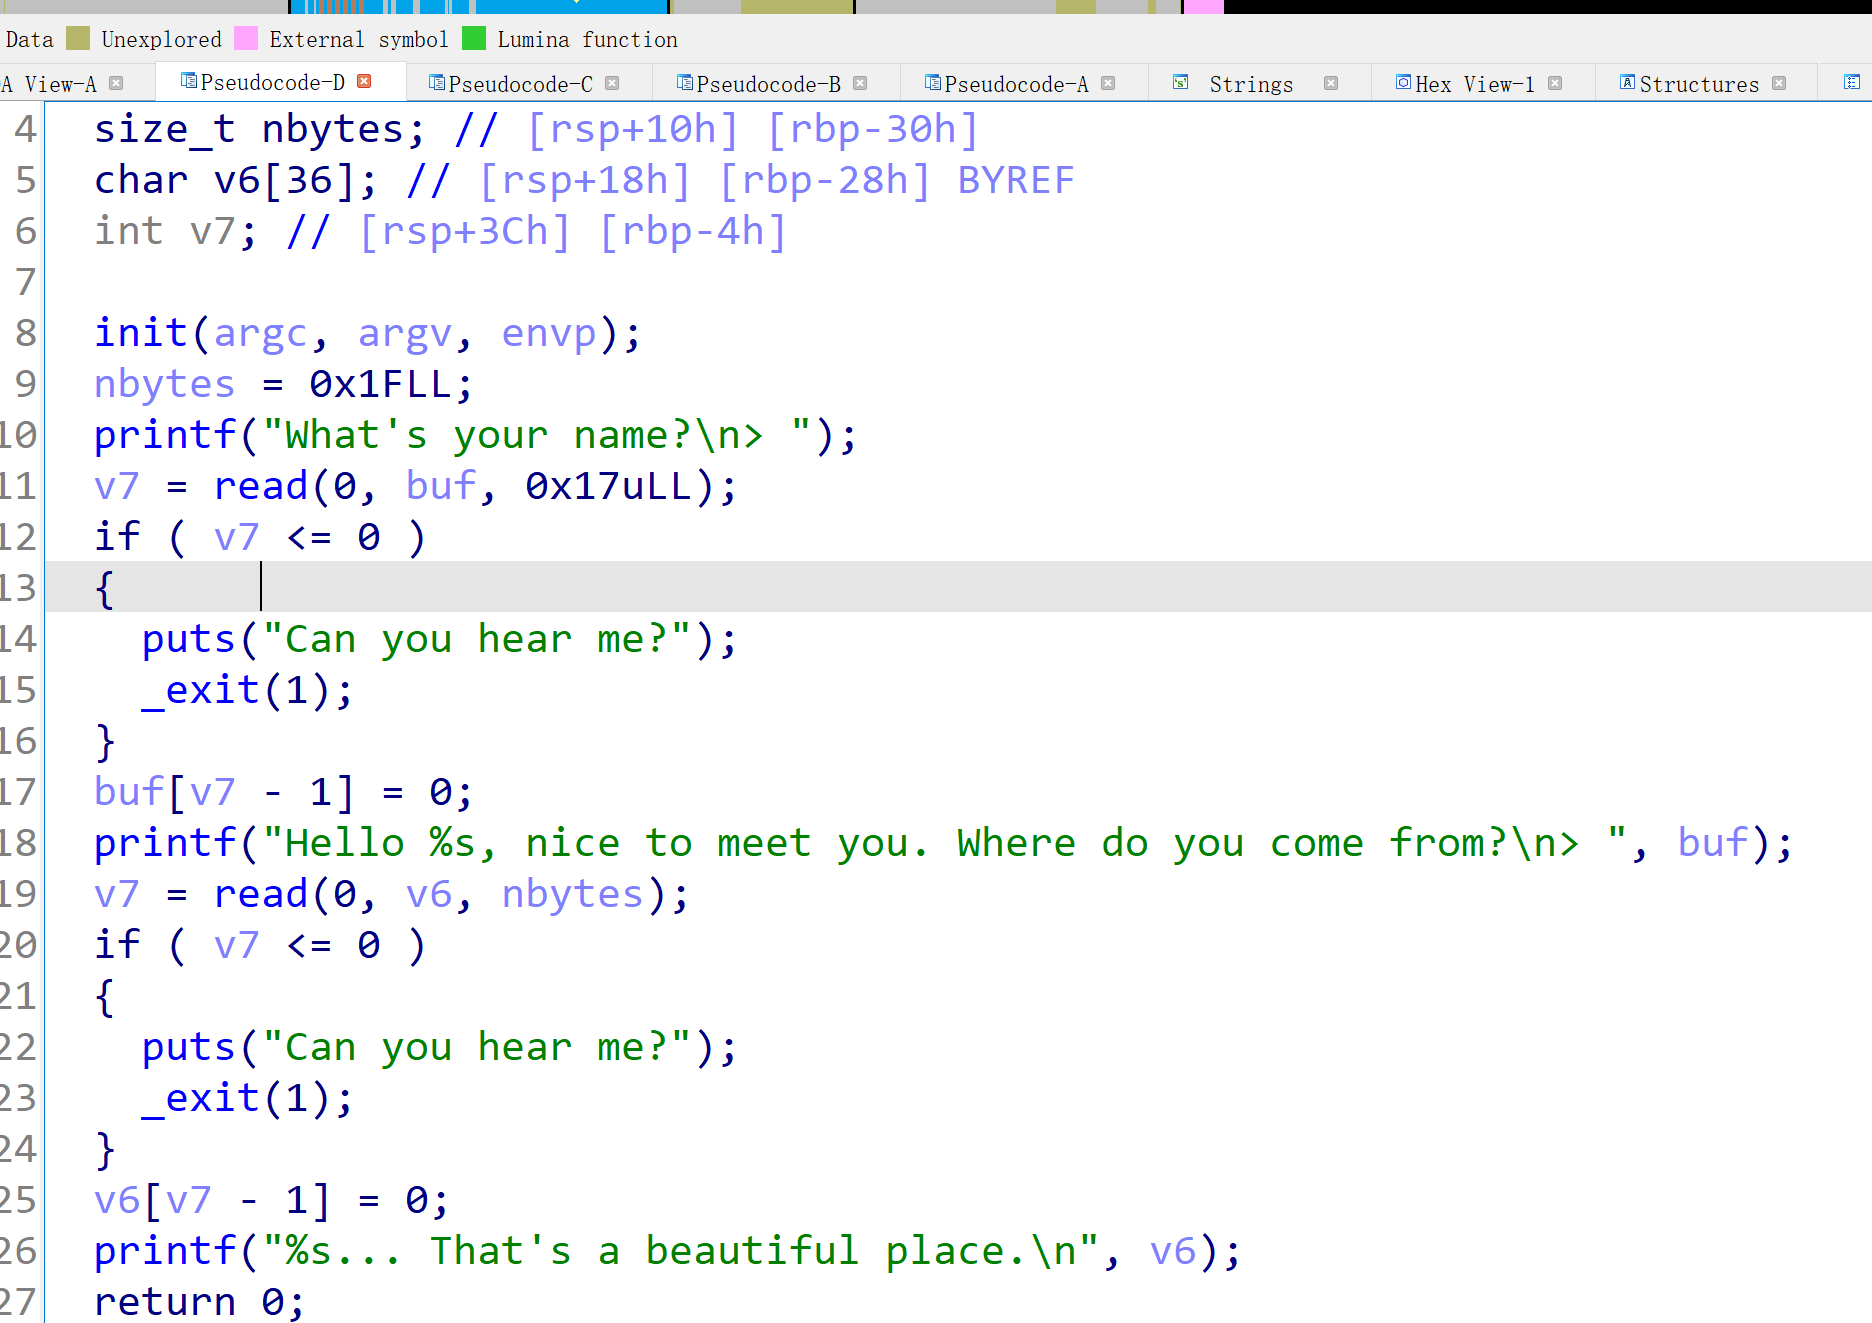 Data Unexplored External symbol Lumina function
A View-A Pseudocode-D Pseudocode-C Pseudocode-B Pseudocode-A Strings Hex View-1 Structures
4 size_t nbytes; // [rsp+10h] [rbp-30h]
5 char v6[36]; // [rsp+18h] [rbp-28h] BYREF
6 int v7; // [rsp+3Ch] [rbp-4h]
7
8 init(argc, argv, envp);
9 nbytes = 0x1FLL;
10 printf("What's your name?\n> ");
11 v7 = read(0, buf, 0x17uLL);
12 if ( v7 <= 0 )
13 {
14 puts("Can you hear me?");
15 _exit(1);
16 }
17 buf[v7 - 1] = 0;
18 printf("Hello %s, nice to meet you. Where do you come from?\n> ", buf);
19 v7 = read(0, v6, nbytes);
20 if ( v7 <= 0 )
21 {
22 puts("Can you hear me?");
23 _exit(1);
24 }
25 v6[v7 - 1] = 0;
26 printf("%s... That's a beautiful place.\n", v6);
27 return 0;